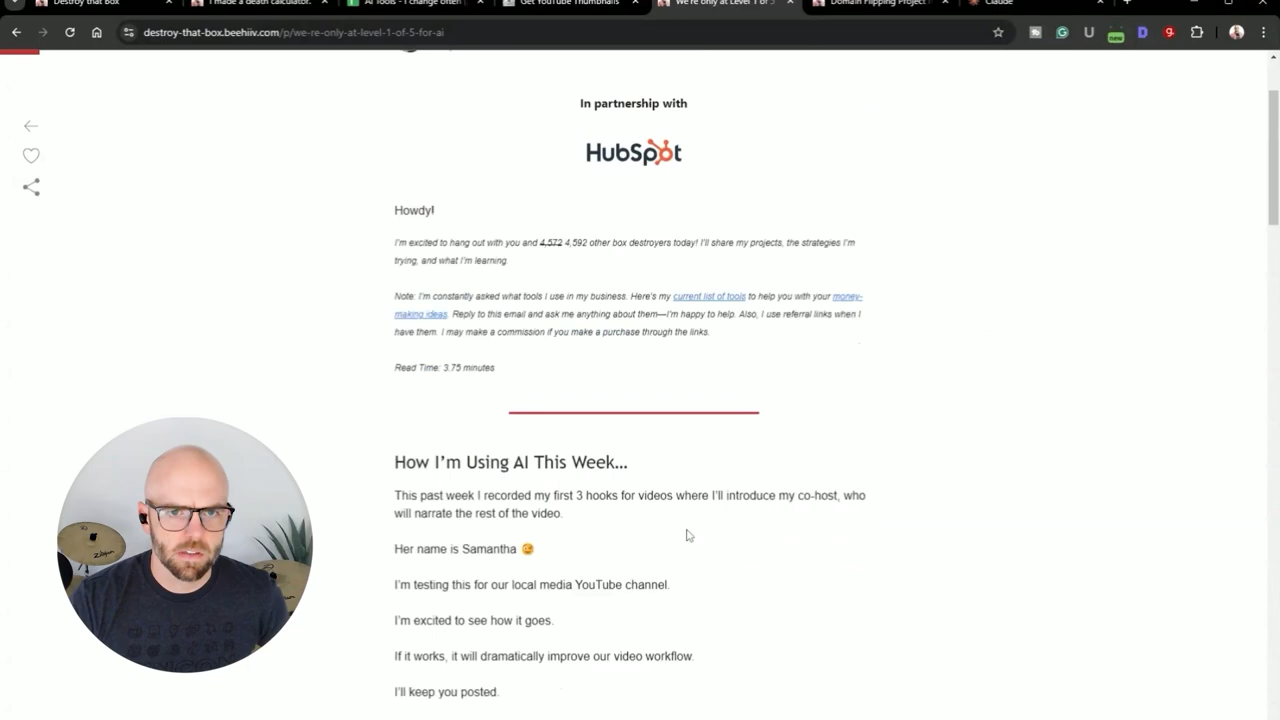 Destroy that Box
I made a death calculator.
AI Tools - I change often
Get YouTube Thumbnails
We're only at Level 1 of 5
Domain Flipping Project
Claude
destroy-that-box.beehiiv.com/p/we-re-only-at-level-1-of-5-for-ai
new
In partnership with
HubSpot
Howdy!
I'm excited to hang out with you and 4,572 4,592 other box destroyers today! I'll share my projects, the strategies I'm
trying, and what I'm learning.
Note: I'm constantly asked what tools I use in my business. Here's my current list of tools to help you with your money-
making ideas. Reply to this email and ask me anything about them—I'm happy to help. Also, I use referral links when I
have them. I may make a commission if you make a purchase through the links.
Read Time: 3.75 minutes
How I'm Using AI This Week...
This past week I recorded my first 3 hooks for videos where I'll introduce my co-host, who
will narrate the rest of the video.
Her name is Samantha 🧐
I'm testing this for our local media YouTube channel.
I'm excited to see how it goes.
If it works, it will dramatically improve our video workflow.
I'll keep you posted.